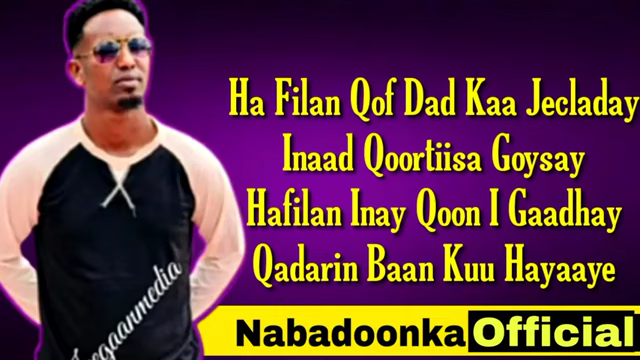 Ha Filan Qof Dad Kaa Jecladay
Inaad Qoortiisa Goysay
Hafilan Inay Qoon I Gaadhay
Qadarin Baan Kuu Hayaaye
Nabadoonka Official